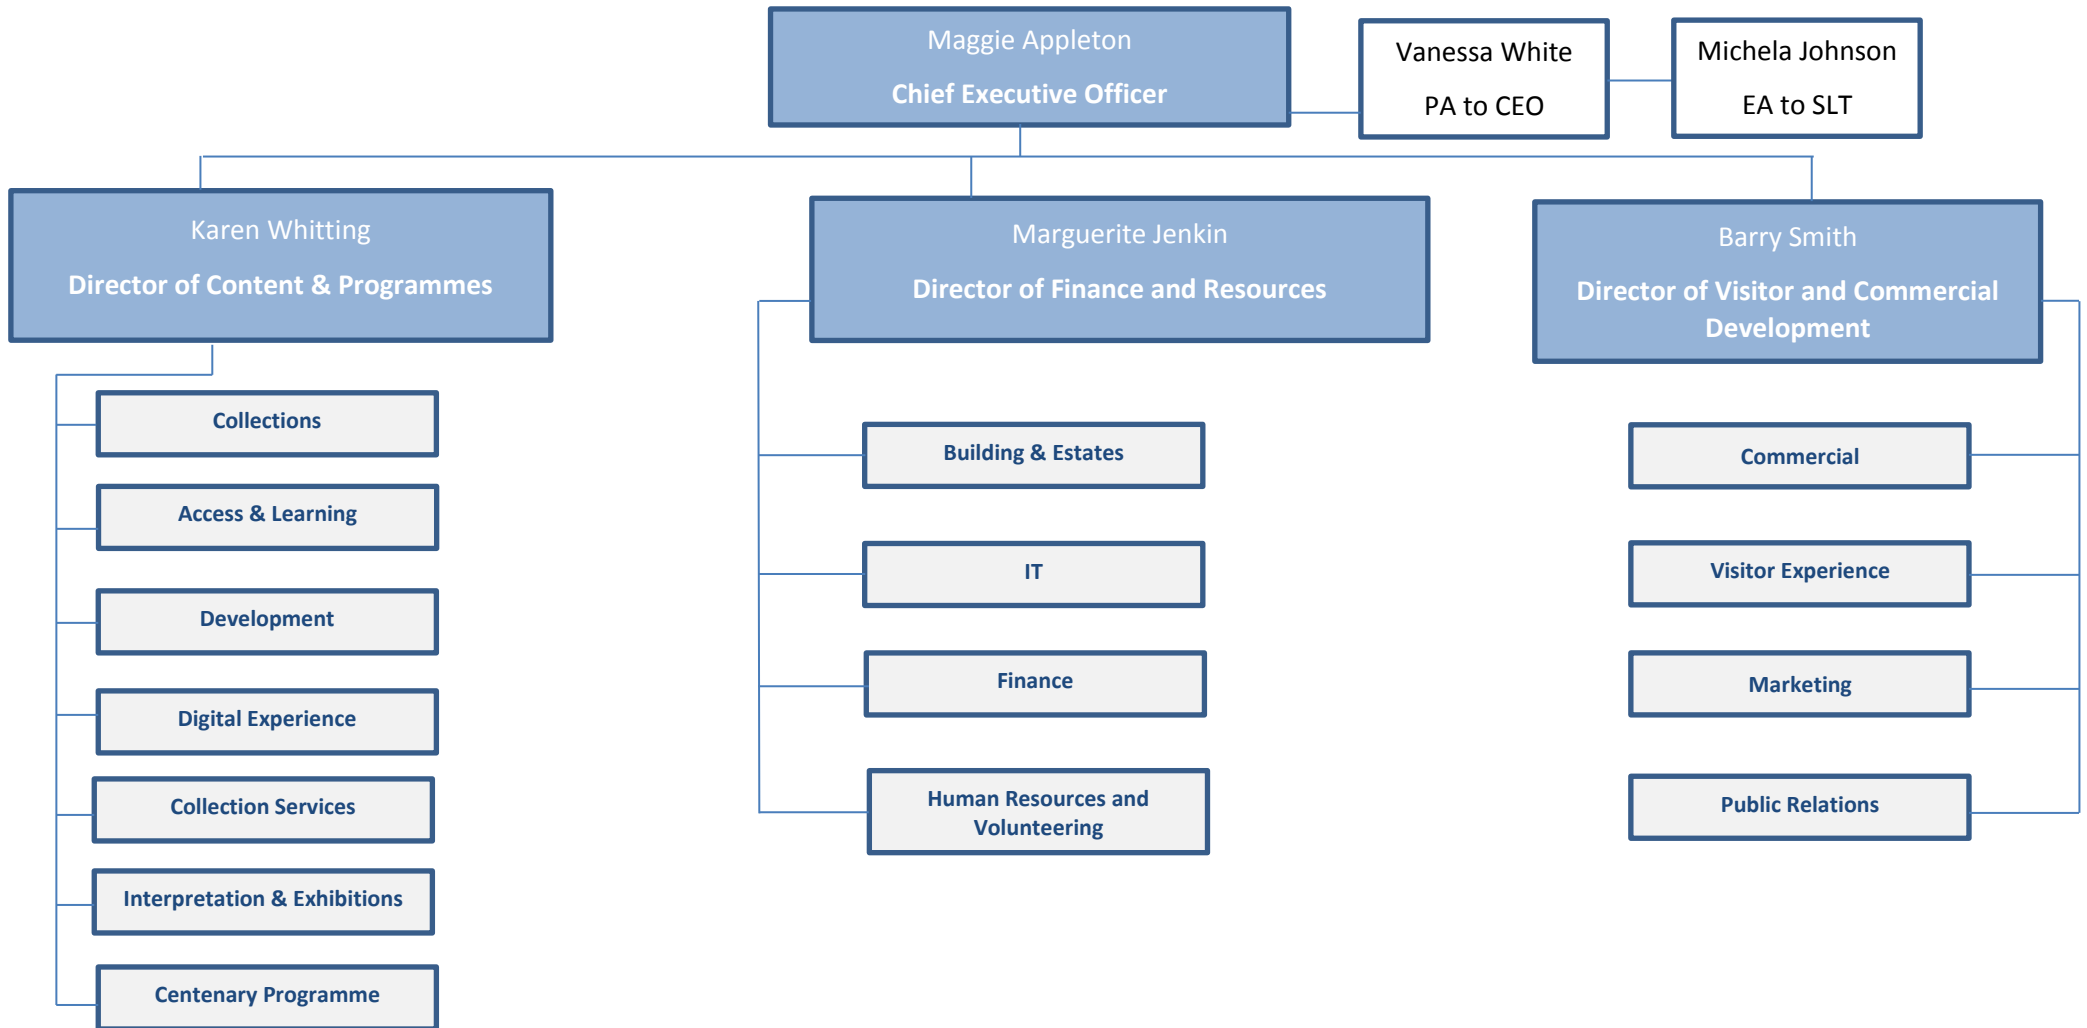 Maggie Appleton
Chief Executive Officer
Vanessa White
PA to CEO
Michela Johnson
EA to SLT
Karen Whitting
Director of Content & Programmes
Marguerite Jenkin
Director of Finance and Resources
Barry Smith
Director of Visitor and Commercial
Development
Collections
Access & Learning
Development
Digital Experience
Collection Services
Interpretation & Exhibitions
Centenary Programme
Building & Estates
IT
Finance
Human Resources and
Volunteering
Commercial
Visitor Experience
Marketing
Public Relations